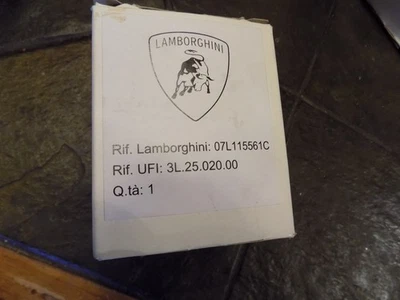 LAMBORGHINI
Rif. Lamborghini: 07L115561C
Rif. UFI: 3L.25.020.00
Q.tà: 1